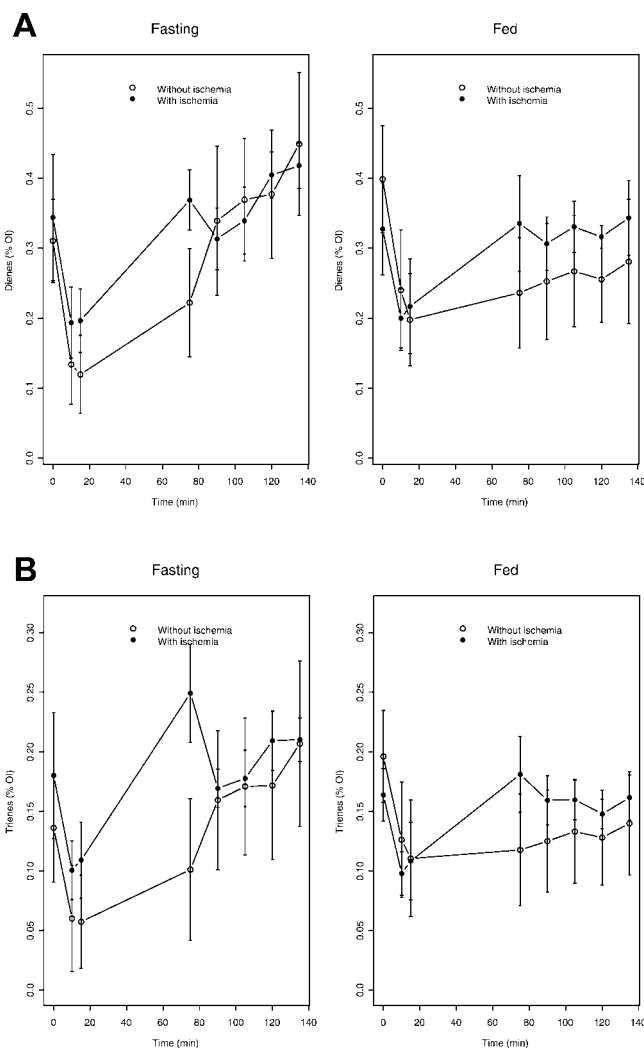 A
Fasting
Fed
Without ischemia
With ischemia
Without ischemia
With ischemia
Dienes (% OI)
0.5
0.4
0.3
0.2
0.1
0.0
0 20 40 60 80 100 120 140
Time (min)
Dienes (% OI)
0.5
0.4
0.3
0.2
0.1
0.0
0 20 40 60 80 100 120 140
Time (min)
B
Fasting
Fed
Without ischemia
With ischemia
Without ischemia
With ischemia
Trienes (% OI)
0.30
0.25
0.20
0.15
0.10
0.05
0.00
0 20 40 60 80 100 120 140
Time (min)
Trienes (% OI)
0.30
0.25
0.20
0.15
0.10
0.05
0.00
0 20 40 60 80 100 120 140
Time (min)